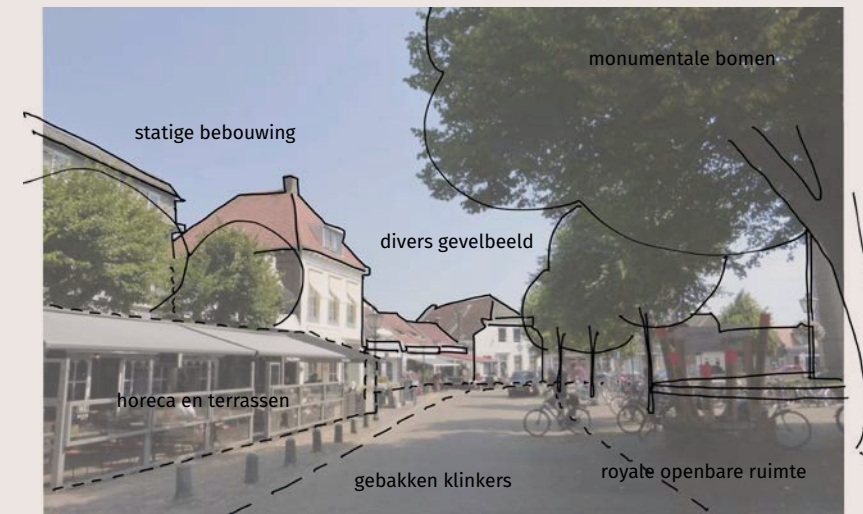 monumentale bomen
statige bebouwing
divers gevelbeeld
horeca en terrassen
gebakken klinkers
royale openbare ruimte